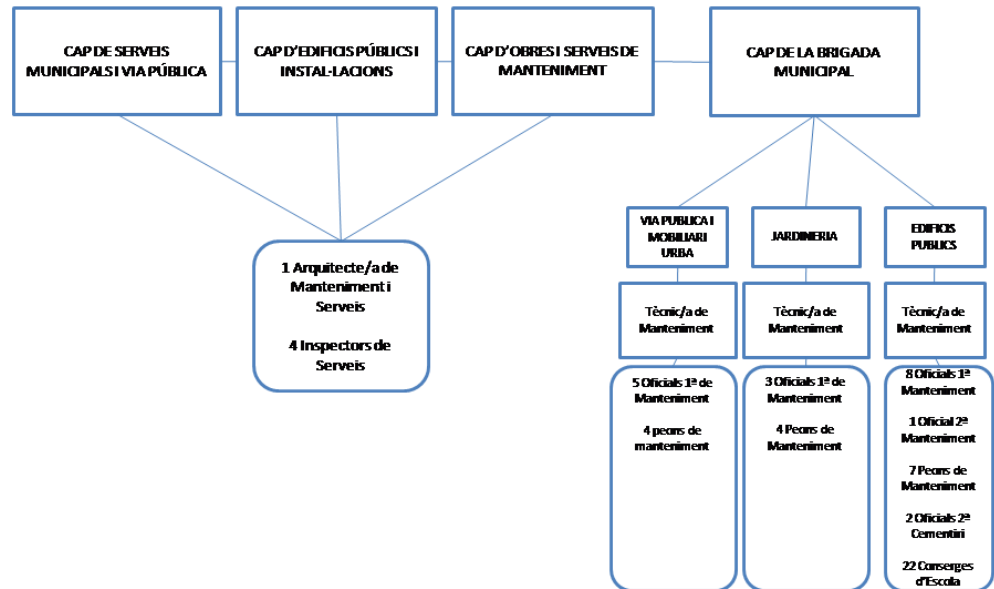 CAP DE SERVEIS
MUNICIPALS I VIA PÚBLICA
CAP D'EDIFICIS PÚBLICS I
INSTAL·LACIONS
CAP D'OBRES I SERVEIS DE
MANTENIMENT
CAP DE LA BRIGADA
MUNICIPAL
1 Arquitecte/a de
Manteniment i
Serveis
4 Inspectors de
Serveis
VIA PUBLICA I
MOBILIARI
URBA
JARDINERIA
EDIFICIS
PUBLICS
Tècnic/a de
Manteniment
Tècnic/a de
Manteniment
Tècnic/a de
Manteniment
5 Oficials 1ª de
Manteniment
4 peons de
manteniment
3 Oficials 1ª de
Manteniment
4 Peons de
Manteniment
8 Oficials 1ª
Manteniment
1 Oficial 2ª
Manteniment
7 Peons de
Manteniment
2 Oficials 2ª
Cementiri
22 Conserges
d'Escola